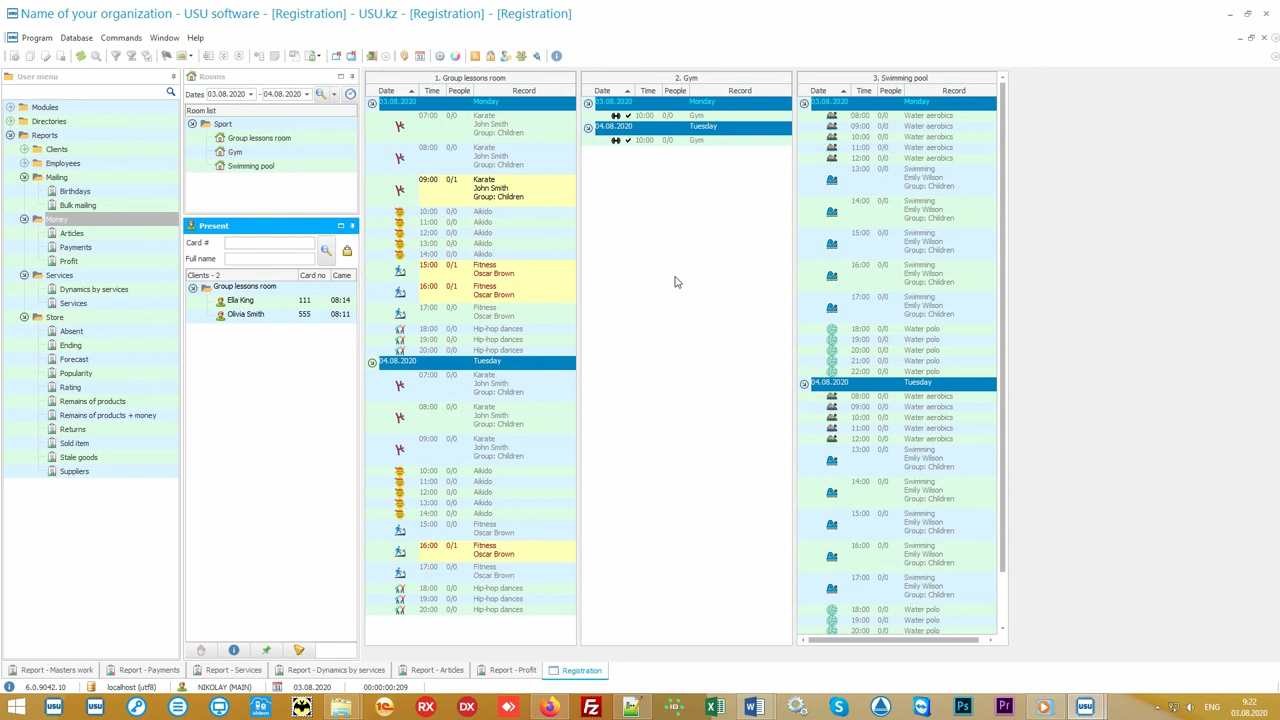 Name of your organization - USU software - [Registration] - USU.kz - [Registration] - [Registration]
Program Database Commands Window Help
User menu
Modules
Directories
Reports
Clients
Employees
Mailing
Birthdays
Bulk mailing
Money
Articles
Payments
Profit
Services
Dynamics by services
Services
Store
Absent
Ending
Forecast
Popularity
Rating
Remains of products
Remains of products + money
Returns
Sold item
Stale goods
Suppliers
Rooms
Dates 03.08.2020 - 04.08.2020
Room list
Sport
Group lessons room
Gym
Swimming pool
Present
Card #
Full name
Clients - 2 Card no Came
Group lessons room
Ella King 111 08:14
Olivia Smith 555 08:11
1. Group lessons room
Date Time People Record
03.08.2020 Monday
07:00 0/0 Karate
John Smith
Group: Children
08:00 0/0 Karate
John Smith
Group: Children
09:00 0/1 Karate
John Smith
Group: Children
10:00 0/0 Aikido
11:00 0/0 Aikido
12:00 0/0 Aikido
13:00 0/0 Aikido
14:00 0/0 Aikido
15:00 0/1 Fitness
Oscar Brown
16:00 0/1 Fitness
Oscar Brown
17:00 0/0 Fitness
Oscar Brown
18:00 0/0 Hip-hop dances
19:00 0/0 Hip-hop dances
20:00 0/0 Hip-hop dances
04.08.2020 Tuesday
07:00 0/0 Karate
John Smith
Group: Children
08:00 0/0 Karate
John Smith
Group: Children
09:00 0/0 Karate
John Smith
Group: Children
10:00 0/0 Aikido
11:00 0/0 Aikido
12:00 0/0 Aikido
13:00 0/0 Aikido
14:00 0/0 Aikido
15:00 0/0 Fitness
Oscar Brown
16:00 0/1 Fitness
Oscar Brown
17:00 0/0 Fitness
Oscar Brown
18:00 0/0 Hip-hop dances
19:00 0/0 Hip-hop dances
20:00 0/0 Hip-hop dances
2. Gym
Date Time People Record
03.08.2020 Monday
10:00 0/0 Gym
04.08.2020 Tuesday
10:00 0/0 Gym
3. Swimming pool
Date Time People Record
03.08.2020 Monday
08:00 0/0 Water aerobics
09:00 0/0 Water aerobics
10:00 0/0 Water aerobics
11:00 0/0 Water aerobics
12:00 0/0 Water aerobics
13:00 0/0 Swimming
Emily Wilson
Group: Children
14:00 0/0 Swimming
Emily Wilson
Group: Children
15:00 0/0 Swimming
Emily Wilson
Group: Children
16:00 0/0 Swimming
Emily Wilson
Group: Children
17:00 0/0 Swimming
Emily Wilson
Group: Children
18:00 0/0 Water polo
19:00 0/0 Water polo
20:00 0/0 Water polo
21:00 0/0 Water polo
22:00 0/0 Water polo
04.08.2020 Tuesday
08:00 0/0 Water aerobics
09:00 0/0 Water aerobics
10:00 0/0 Water aerobics
11:00 0/0 Water aerobics
12:00 0/0 Water aerobics
13:00 0/0 Swimming
Emily Wilson
Group: Children
14:00 0/0 Swimming
Emily Wilson
Group: Children
15:00 0/0 Swimming
Emily Wilson
Group: Children
16:00 0/0 Swimming
Emily Wilson
Group: Children
17:00 0/0 Swimming
Emily Wilson
Group: Children
18:00 0/0 Water polo
19:00 0/0 Water polo
20:00 0/0 Water polo
Report - Masters work Report - Payments Report - Services Report - Dynamics by services Report - Articles Report - Profit Registration
6.0.9042.10 localhost (utf8) NIKOLAY (MAIN) 03.08.2020 00:00:00:209
USU USU RX DX Fz Ps Pr USU ENG 9:22
03.08.2020